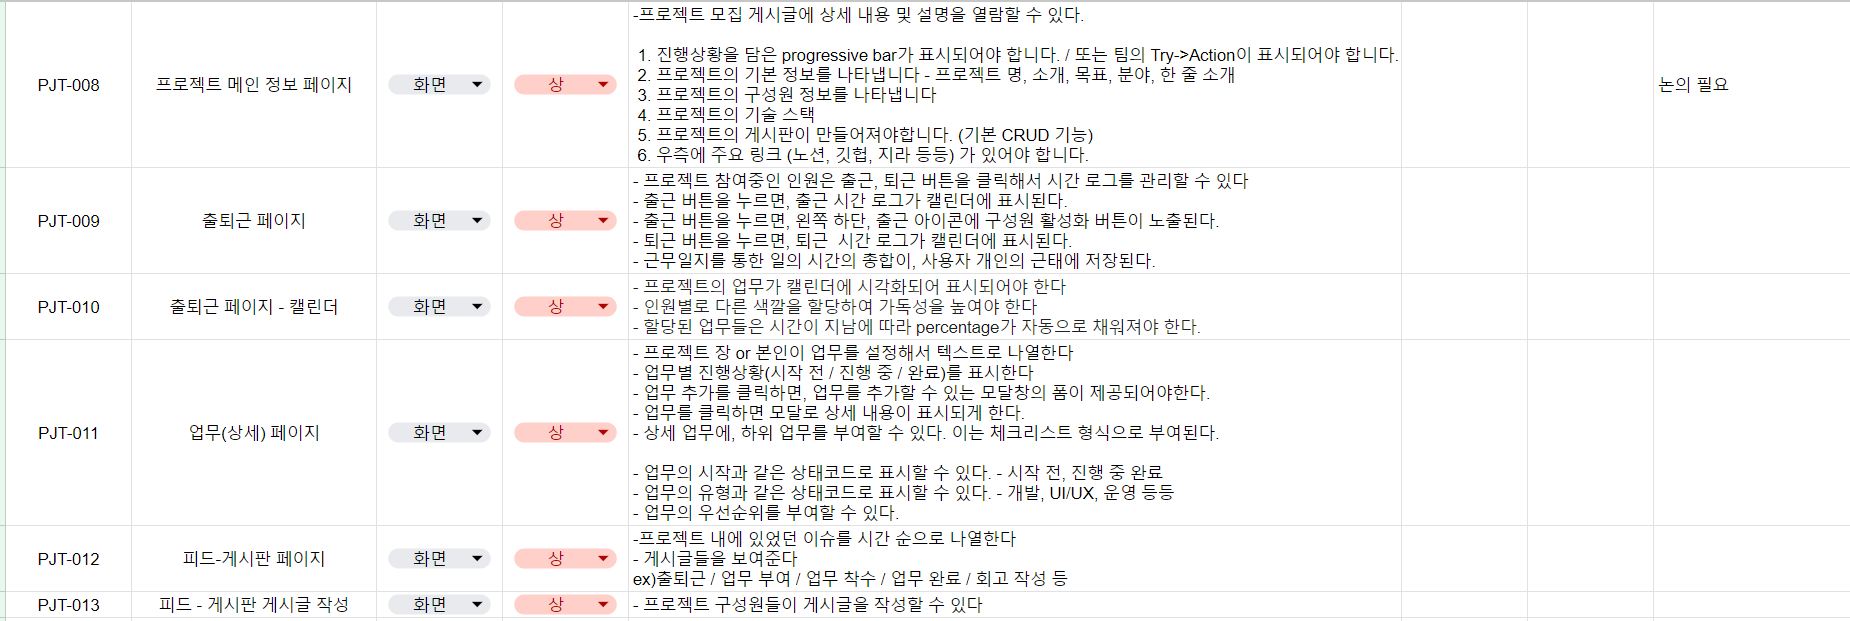 PJT-008
프로젝트 메인 정보 페이지
화면
상
-프로젝트 모집 게시글에 상세 내용 및 설명을 열람할 수 있다.
1. 진행상황을 담은 progressive bar가 표시되어야 합니다. / 또는 팀의 Try->Action이 표시되어야 합니다.
2. 프로젝트의 기본 정보를 나타냅니다 - 프로젝트 명, 소개, 목표, 분야, 한 줄 소개
3. 프로젝트의 구성원 정보를 나타냅니다
4. 프로젝트의 기술 스택
5. 프로젝트의 게시판이 만들어져야합니다. (기본 CRUD 기능)
6. 우측에 주요 링크 (노션, 깃헙, 지라 등등) 가 있어야 합니다.
논의 필요
PJT-009
출퇴근 페이지
화면
상
- 프로젝트 참여중인 인원은 출근, 퇴근 버튼을 클릭해서 시간 로그를 관리할 수 있다
- 출근 버튼을 누르면, 출근 시간 로그가 캘린더에 표시된다.
- 출근 버튼을 누르면, 왼쪽 하단, 출근 아이콘에 구성원 활성화 버튼이 노출된다.
- 퇴근 버튼을 누르면, 퇴근  시간 로그가 캘린더에 표시된다.
- 근무일지를 통한 일의 시간의 종합이, 사용자 개인의 근태에 저장된다.
PJT-010
출퇴근 페이지 - 캘린더
화면
상
- 프로젝트의 업무가 캘린더에 시각화되어 표시되어야 한다
- 인원별로 다른 색깔을 할당하여 가독성을 높여야 한다
- 할당된 업무들은 시간이 지남에 따라 percentage가 자동으로 채워져야 한다.
PJT-011
업무(상세) 페이지
화면
상
- 프로젝트 장 or 본인이 업무를 설정해서 텍스트로 나열한다
- 업무별 진행상황(시작 전 / 진행 중 / 완료)를 표시한다
- 업무 추가를 클릭하면, 업무를 추가할 수 있는 모달창의 폼이 제공되어야한다.
- 업무를 클릭하면 모달로 상세 내용이 표시되게 한다.
- 상세 업무에, 하위 업무를 부여할 수 있다. 이는 체크리스트 형식으로 부여된다.
- 업무의 시작과 같은 상태코드로 표시할 수 있다. - 시작 전, 진행 중 완료
- 업무의 유형과 같은 상태코드로 표시할 수 있다. - 개발, UI/UX, 운영 등등
- 업무의 우선순위를 부여할 수 있다.
PJT-012
피드-게시판 페이지
화면
상
-프로젝트 내에 있었던 이슈를 시간 순으로 나열한다
- 게시글들을 보여준다
ex)출퇴근 / 업무 부여 / 업무 착수 / 업무 완료 / 회고 작성 등
PJT-013
피드 - 게시판 게시글 작성
화면
상
- 프로젝트 구성원들이 게시글을 작성할 수 있다